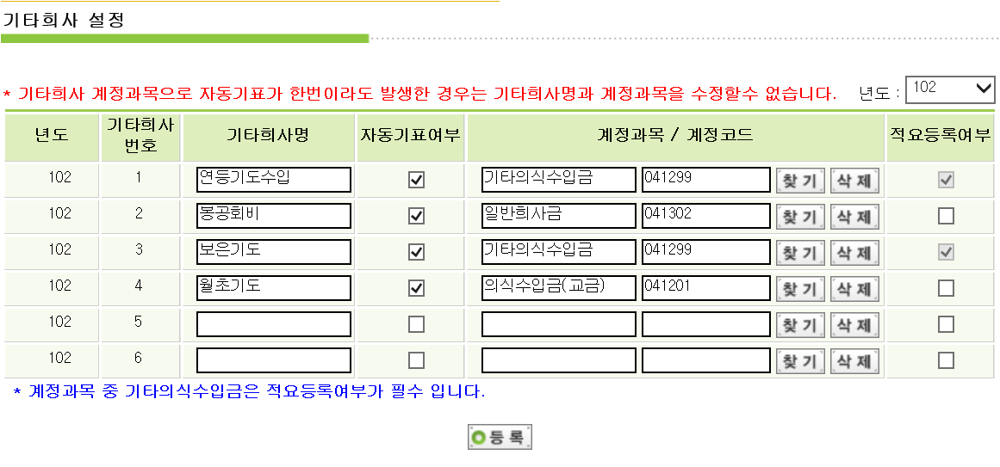 기타희사 설정
* 기타희사 계정과목으로 자동기표가 한번이라도 발생한 경우는 기타희사명과 계정과목을 수정할수 없습니다. 년도 : 102
년도 기타희사 번호 기타희사명 자동기표여부 계정과목 / 계정코드 적요등록여부
102 1 연등기도수입 기타의식수입금 041299 찾기 삭제
102 2 봉공회비 일반희사금 041302 찾기 삭제
102 3 보은기도 기타의식수입금 041299 찾기 삭제
102 4 월초기도 의식수입금(교금) 041201 찾기 삭제
102 5 찾기 삭제
102 6 찾기 삭제
* 계정과목 중 기타의식수입금은 적요등록여부가 필수 입니다.
등록